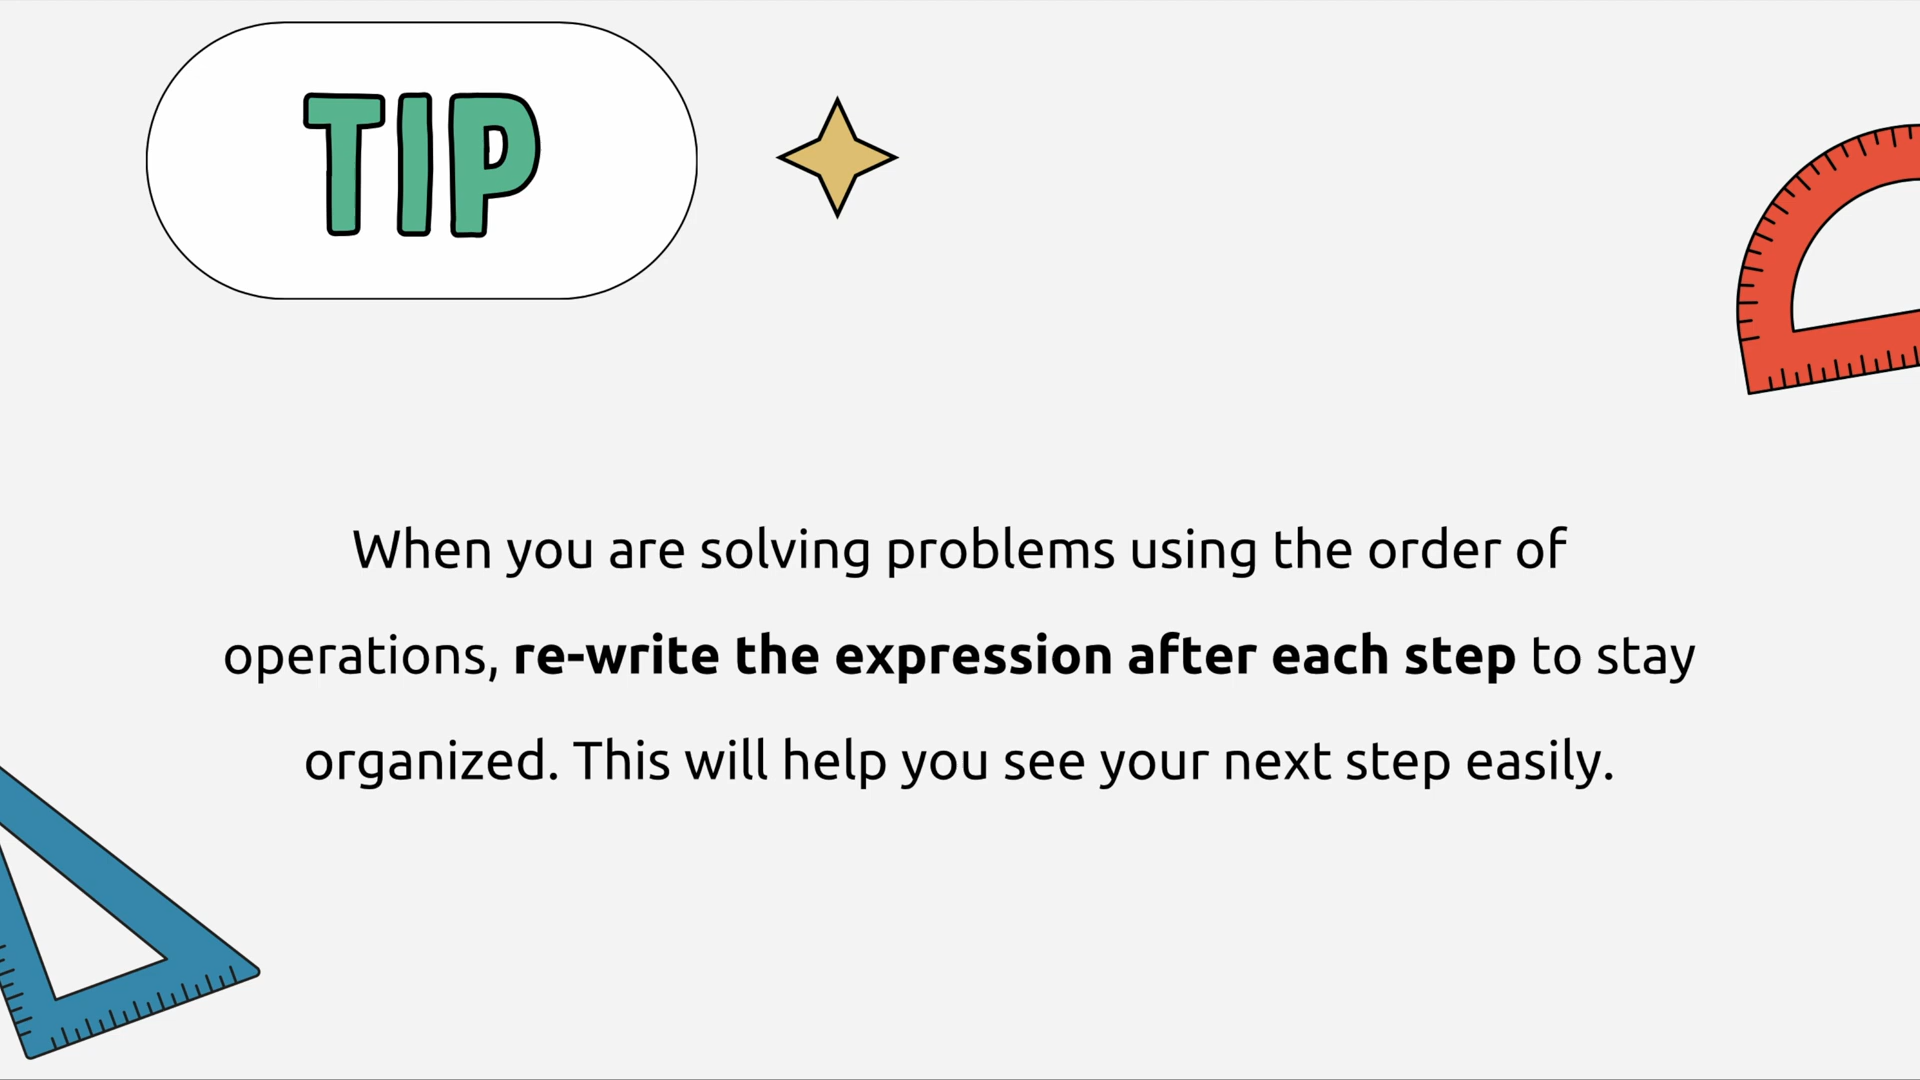 TIP
When you are solving problems using the order of
operations, re-write the expression after each step to stay
organized. This will help you see your next step easily.